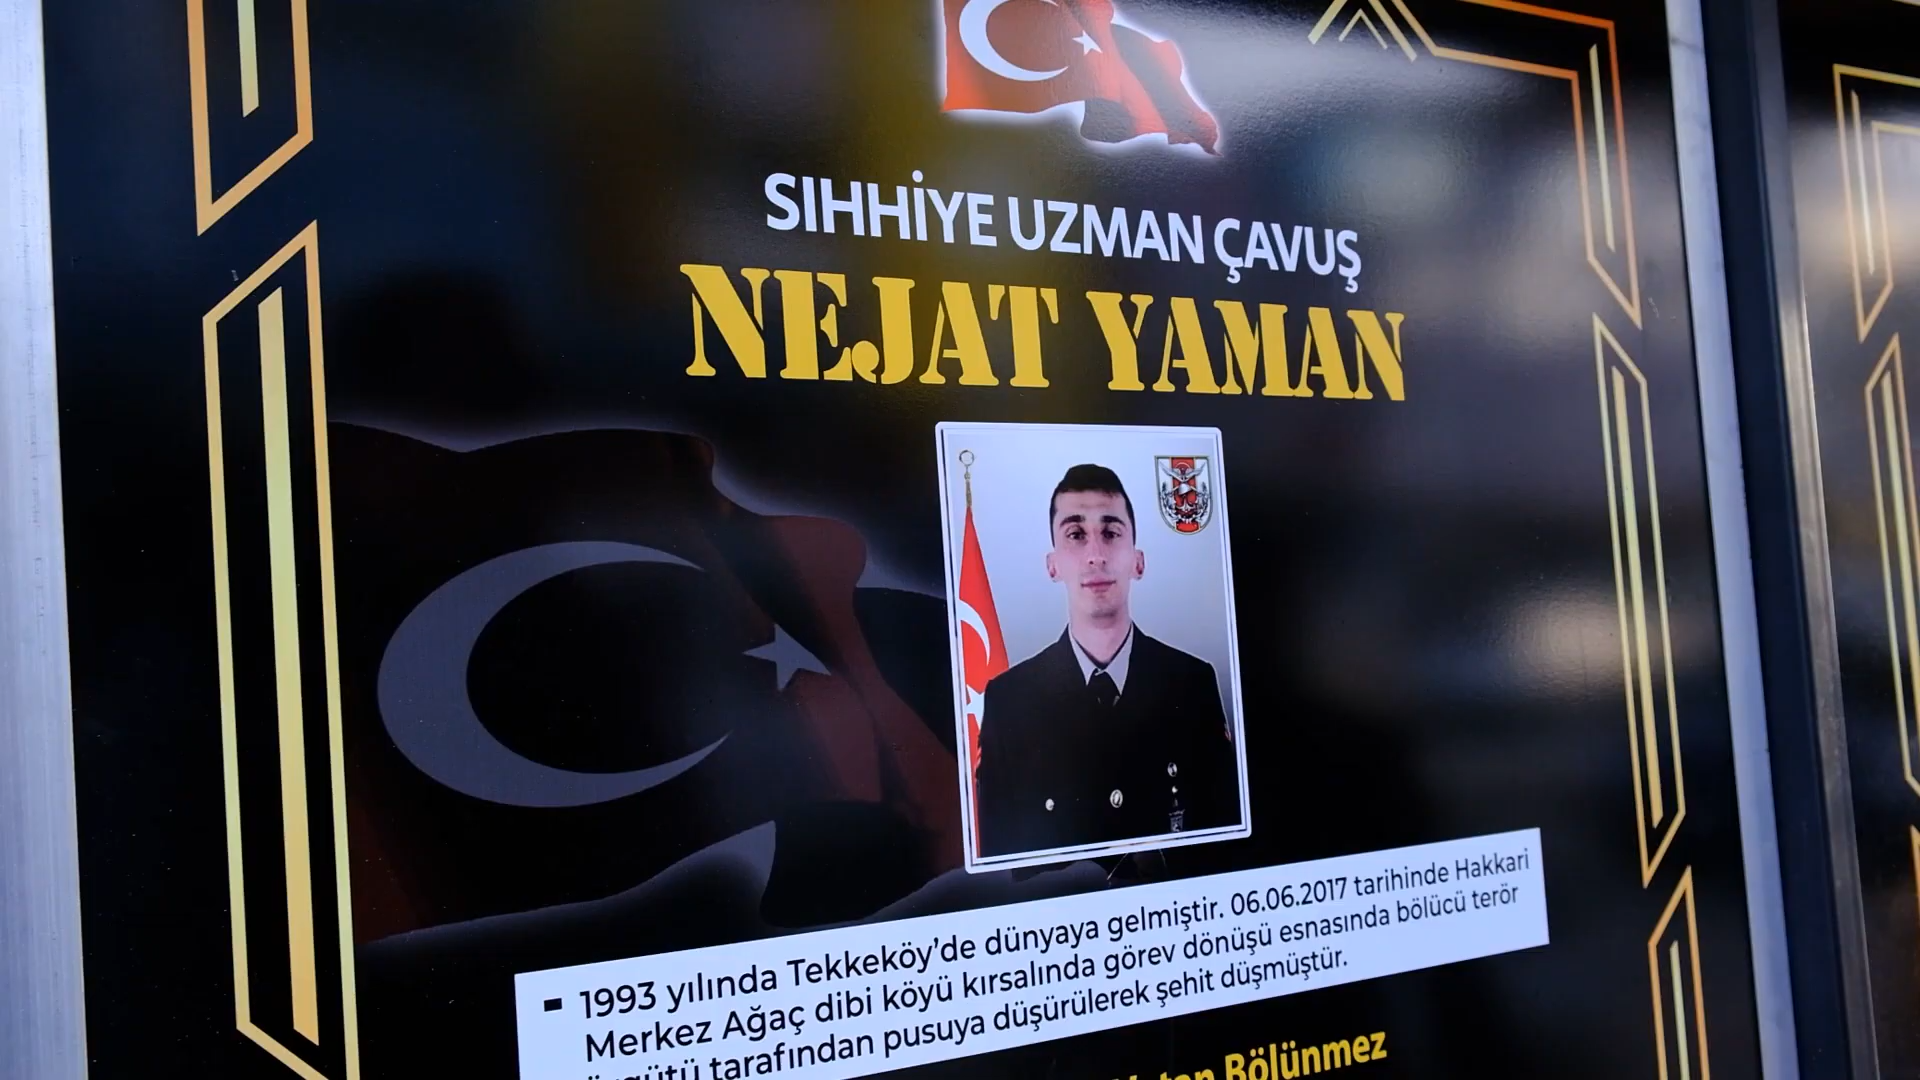 SIHHİYE UZMAN ÇAVUŞ
NEJAT YAMAN
- 1993 yılında Tekkeköy’de dünyaya gelmiştir. 06.06.2017 tarihinde Hakkari
Merkez Ağaç dibi köyü kırsalında görev dönüşü esnasında bölücü terör
tarafından pusuya düşürülerek şehit düşmüştür.
Bölünmez